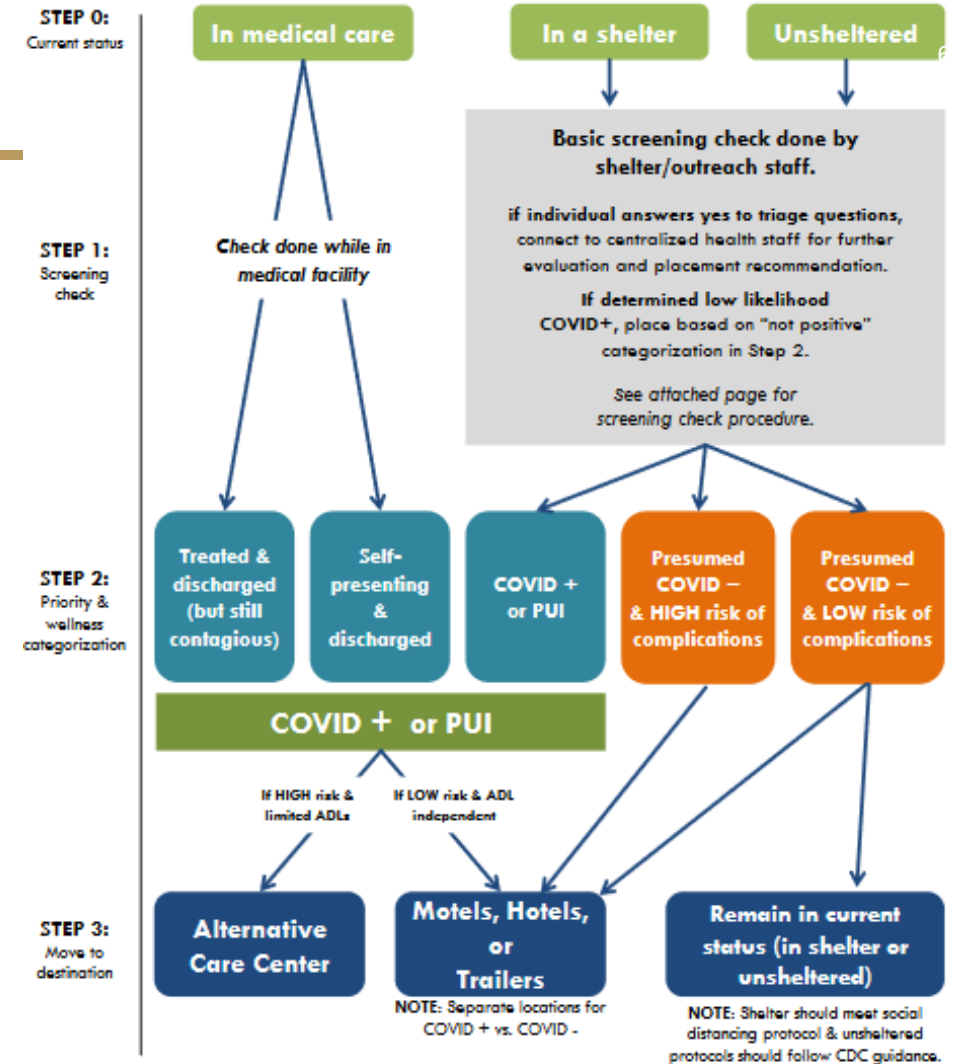 STEP 0:
Current status
In medical care
In a shelter
Unsheltered
6
STEP 1:
Screening
check
Check done while in
medical facility
Basic screening check done by
shelter/outreach staff.
if individual answers yes to triage questions,
connect to centralized health staff for further
evaluation and placement recommendation.
If determined low likelihood
COVID+, place based on "not positive"
categorization in Step 2.
See attached page for
screening check procedure.
STEP 2:
Priority &
wellness
categorization
Treated &
discharged
(but still
contagious)
Self-
presenting
&
discharged
COVID +
or PUI
Presumed
COVID –
& HIGH risk of
complications
Presumed
COVID –
& LOW risk of
complications
COVID + or PUI
If HIGH risk &
limited ADLs
If LOW risk & ADL
independent
STEP 3:
Move to
destination
Alternative
Care Center
Motels, Hotels,
or
Trailers
NOTE: Separate locations for
COVID + vs. COVID -
Remain in current
status (in shelter or
unsheltered)
NOTE: Shelter should meet social
distancing protocol & unsheltered
protocols should follow CDC guidance.